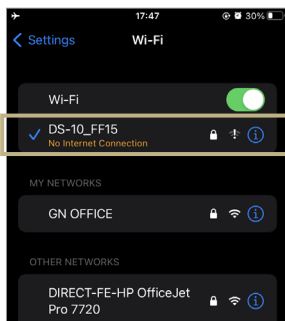 17:47
30%
Settings
Wi-Fi
Wi-Fi
DS-10_FF15
No Internet Connection
MY NETWORKS
GN OFFICE
OTHER NETWORKS
DIRECT-FE-HP OfficeJet
Pro 7720